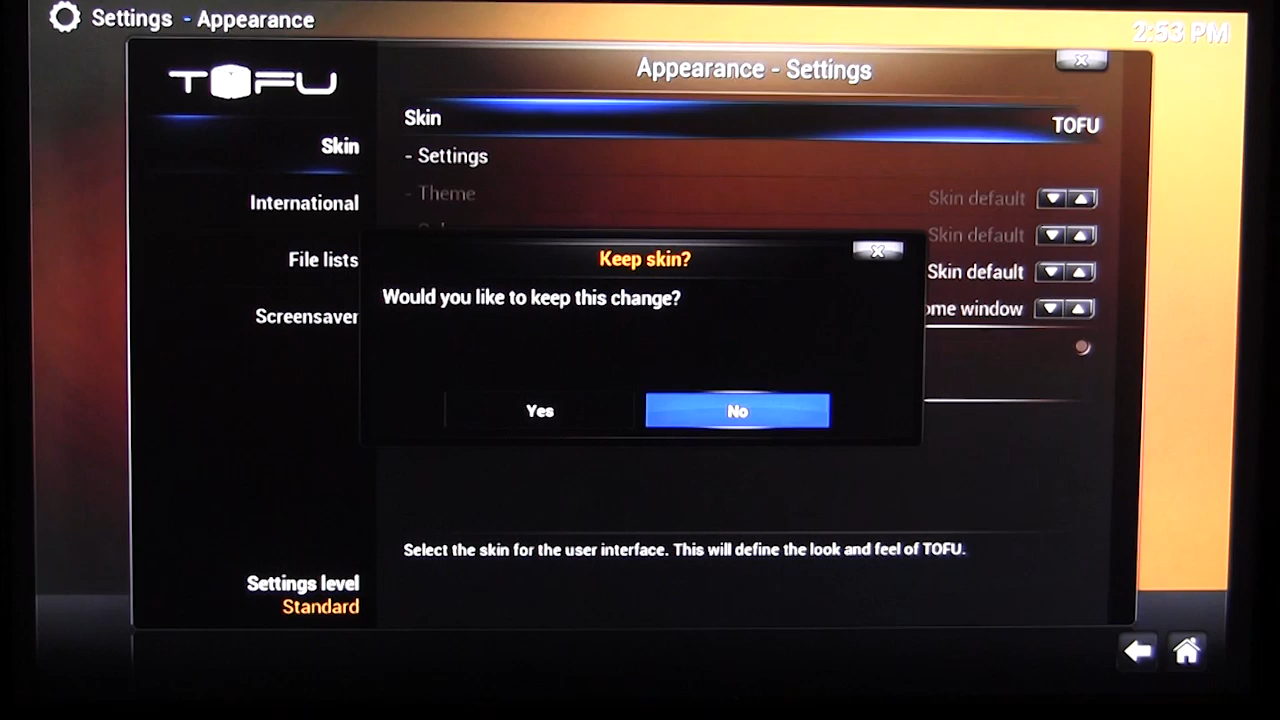 Settings - Appearance
2:53 PM
TOFU
Appearance - Settings
Skin
International
File lists
Screensaver
Settings level
Standard
Skin TOFU
- Settings
- Theme Skin default
Skin default
Skin default
ome window
Keep skin?
Would you like to keep this change?
Yes No
Select the skin for the user interface. This will define the look and feel of TOFU.